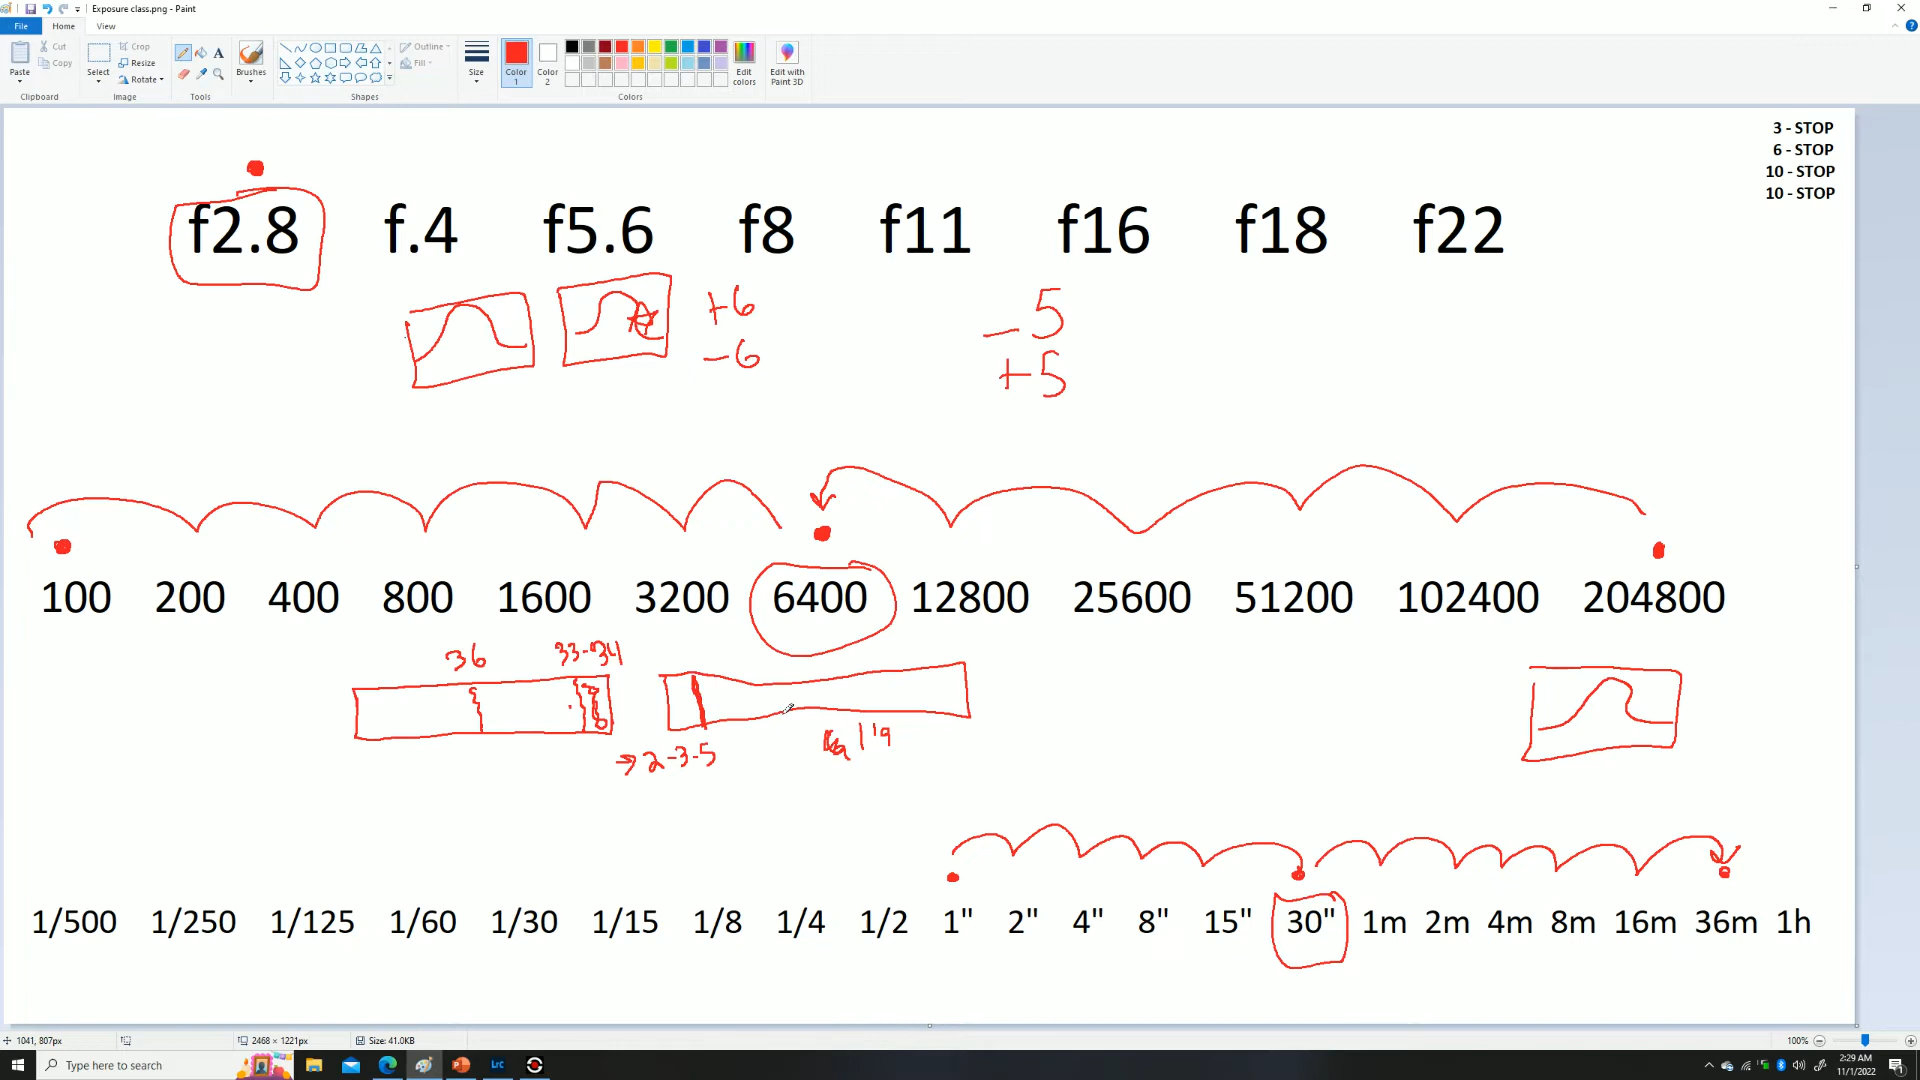 Exposure class.png - Paint
File Home View
Paste Cut Copy
Select Crop Resize Rotate
A
Brushes
Outline Fill
Size
Color 1 Color 2
Edit colors
Edit with Paint 3D
Clipboard Image Tools Shapes Colors
3 - STOP
6 - STOP
10 - STOP
10 - STOP
f2.8 f.4 f5.6 f8 f11 f16 f18 f22
+6 -5
-6 +5
100 200 400 800 1600 3200 6400 12800 25600 51200 102400 204800
36 33-34
2-3-5
1/500 1/250 1/125 1/60 1/30 1/15 1/8 1/4 1/2 1" 2" 4" 8" 15" 30" 1m 2m 4m 8m 16m 36m 1h
1041, 807px 2468 × 1221px Size: 41.0KB 100%
Type here to search
Lrc
2:29 AM
11/1/2022